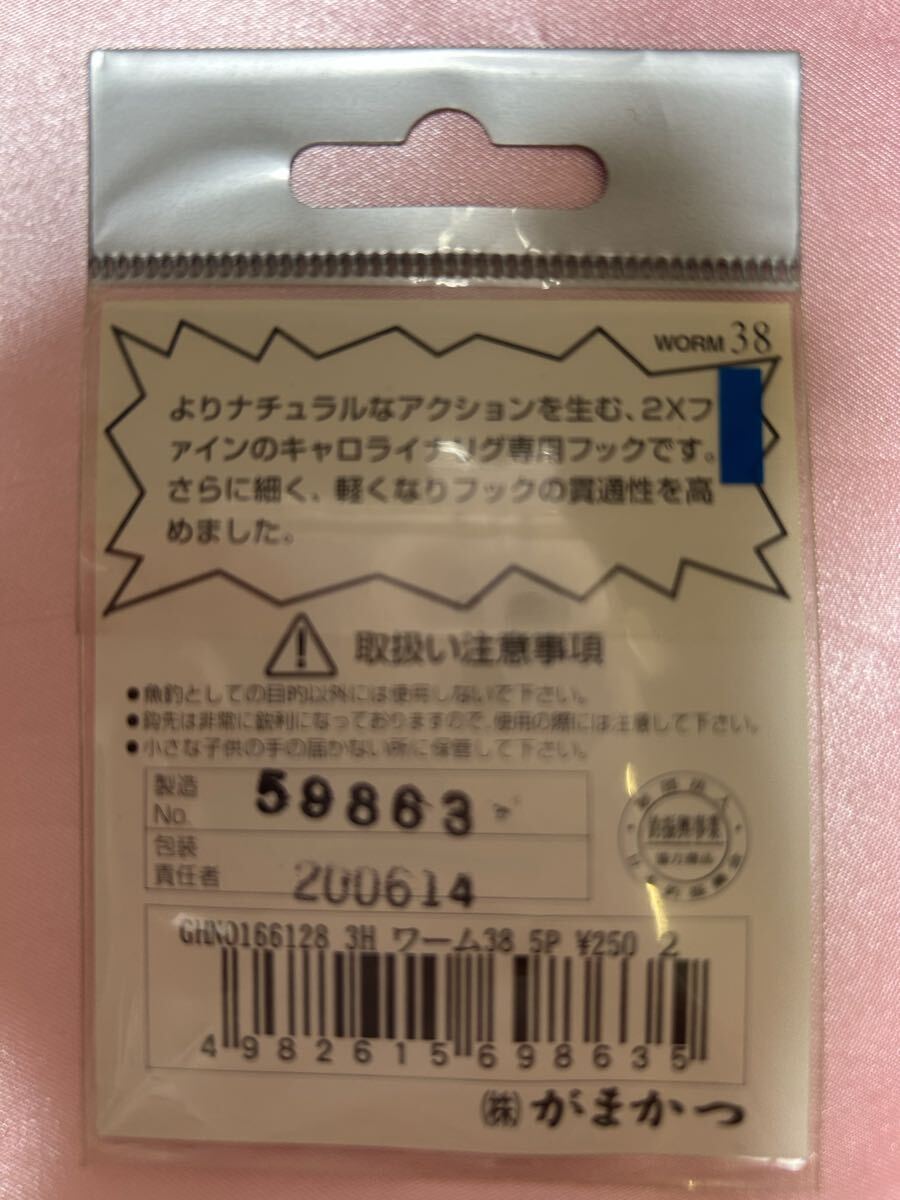 WORM 38
よりナチュラルなアクションを生む、2Xフ
ァインのキャロライナリグ専用フックです。
さらに細く、軽くなりフックの貫通性を高
めました。
取扱い注意事項
●魚釣としての目的以外には使用しないで下さい。
●鈎先は非常に鋭利になっておりますので、使用の際には注意して下さい。
●小さな子供の手の届かない所に保管して下さい。
製造
No.
59863
包装
責任者
200614
GHN0166128 3H ワーム38 5P ¥250 2
4982615698635
(株)がまかつ